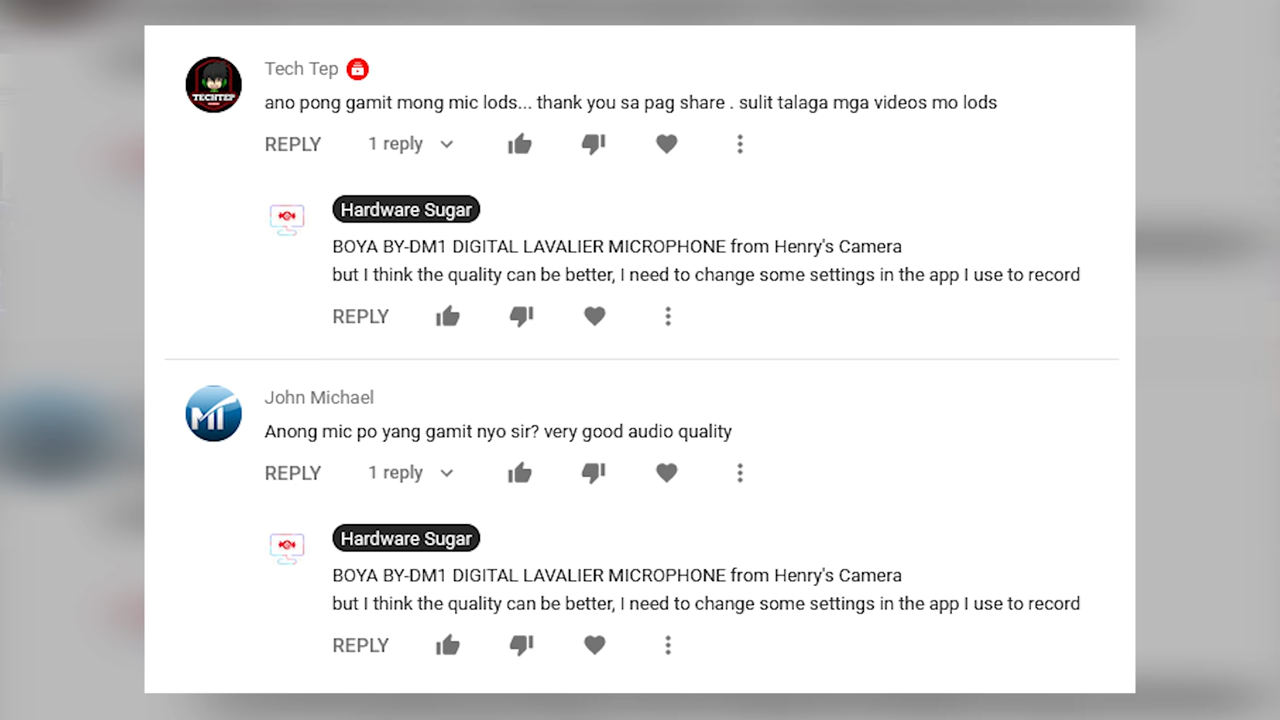 Tech Tep
ano pong gamit mong mic lods... thank you sa pag share . sulit talaga mga videos mo lods
REPLY 1 reply
Hardware Sugar
BOYA BY-DM1 DIGITAL LAVALIER MICROPHONE from Henry's Camera
but I think the quality can be better, I need to change some settings in the app I use to record
REPLY
John Michael
Anong mic po yang gamit nyo sir? very good audio quality
REPLY 1 reply
Hardware Sugar
BOYA BY-DM1 DIGITAL LAVALIER MICROPHONE from Henry's Camera
but I think the quality can be better, I need to change some settings in the app I use to record
REPLY
TECHTEP